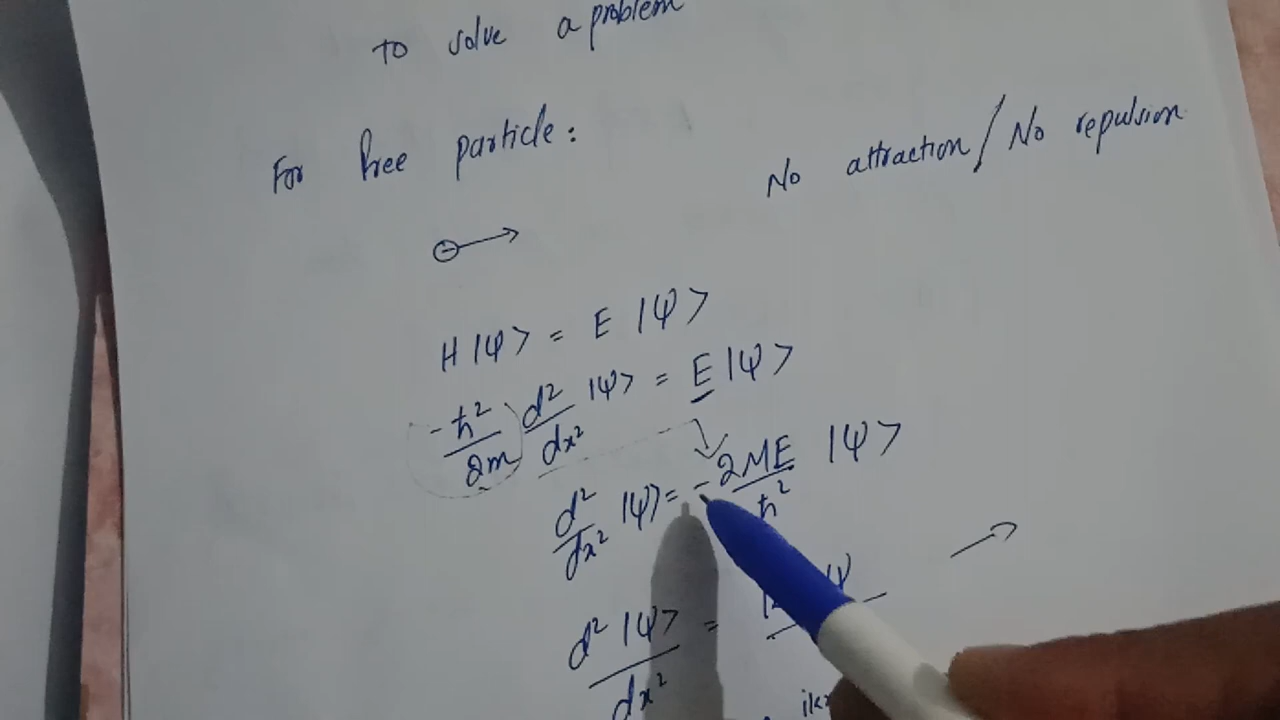 to solve a problem
For free particle:
No attraction / No repulsion
H |ψ> = E |ψ>
-ħ²/2m d²/dx² |ψ> = E |ψ>
d²/dx² |ψ> = -2ME/ħ² |ψ>
d² |ψ>/dx² =